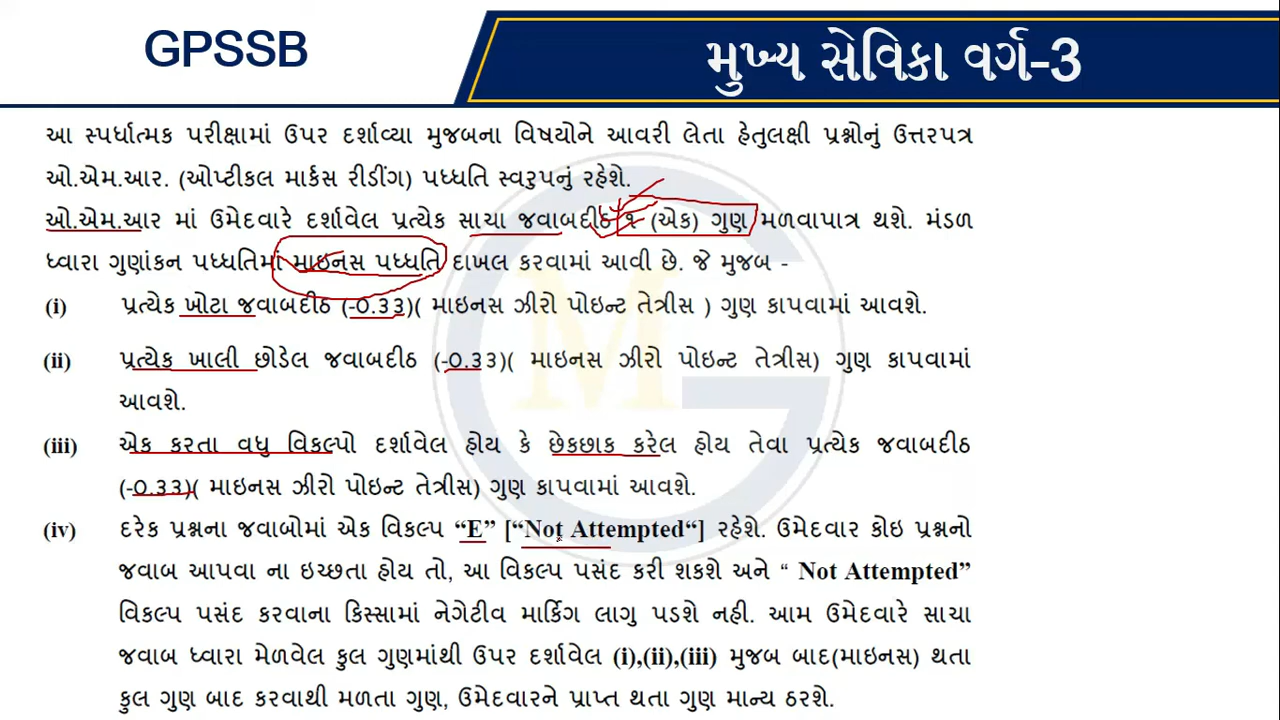 GPSSB
મુખ્ય સેવિકા વર્ગ-3
આ સ્પર્ધાત્મક પરીક્ષામાં ઉપર દર્શાવ્યા મુજબના વિષયોને આવરી લેતા હેતુલક્ષી પ્રશ્નોનું ઉત્તરપત્ર
ઓ.એમ.આર. (ઓપ્ટીકલ માર્કસ રીડીંગ) પધ્ધતિ સ્વરુપનું રહેશે.
ઓ.એમ.આર માં ઉમેદવારે દર્શાવેલ પ્રત્યેક સાચા જવાબદીઠ ૧ (એક) ગુણ મળવાપાત્ર થશે. મંડળ
ધ્વારા ગુણાંકન પધ્ધતિમાં માઇનસ પધ્ધતિ દાખલ કરવામાં આવી છે. જે મુજબ -
(i) પ્રત્યેક ખોટા જવાબદીઠ (-0.33)( માઇનસ ઝીરો પોઇન્ટ તેત્રીસ ) ગુણ કાપવામાં આવશે.
(ii) પ્રત્યેક ખાલી છોડેલ જવાબદીઠ (-0.33)( માઇનસ ઝીરો પોઇન્ટ તેત્રીસ) ગુણ કાપવામાં
આવશે.
(iii) એક કરતા વધુ વિકલ્પો દર્શાવેલ હોય કે છેકછાક કરેલ હોય તેવા પ્રત્યેક જવાબદીઠ
(-0.33)( માઇનસ ઝીરો પોઇન્ટ તેત્રીસ) ગુણ કાપવામાં આવશે.
(iv) દરેક પ્રશ્નના જવાબોમાં એક વિકલ્પ “E” [“Not Attempted“] રહેશે. ઉમેદવાર કોઇ પ્રશ્નનો
જવાબ આપવા ના ઇચ્છતા હોય તો, આ વિકલ્પ પસંદ કરી શકશે અને “ Not Attempted”
વિકલ્પ પસંદ કરવાના કિસ્સામાં નેગેટીવ માર્કિંગ લાગુ પડશે નહી. આમ ઉમેદવારે સાચા
જવાબ ધ્વારા મેળવેલ કુલ ગુણમાંથી ઉપર દર્શાવેલ (i),(ii),(iii) મુજબ બાદ(માઇનસ) થતા
કુલ ગુણ બાદ કરવાથી મળતા ગુણ, ઉમેદવારને પ્રાપ્ત થતા ગુણ માન્ય ઠરશે.